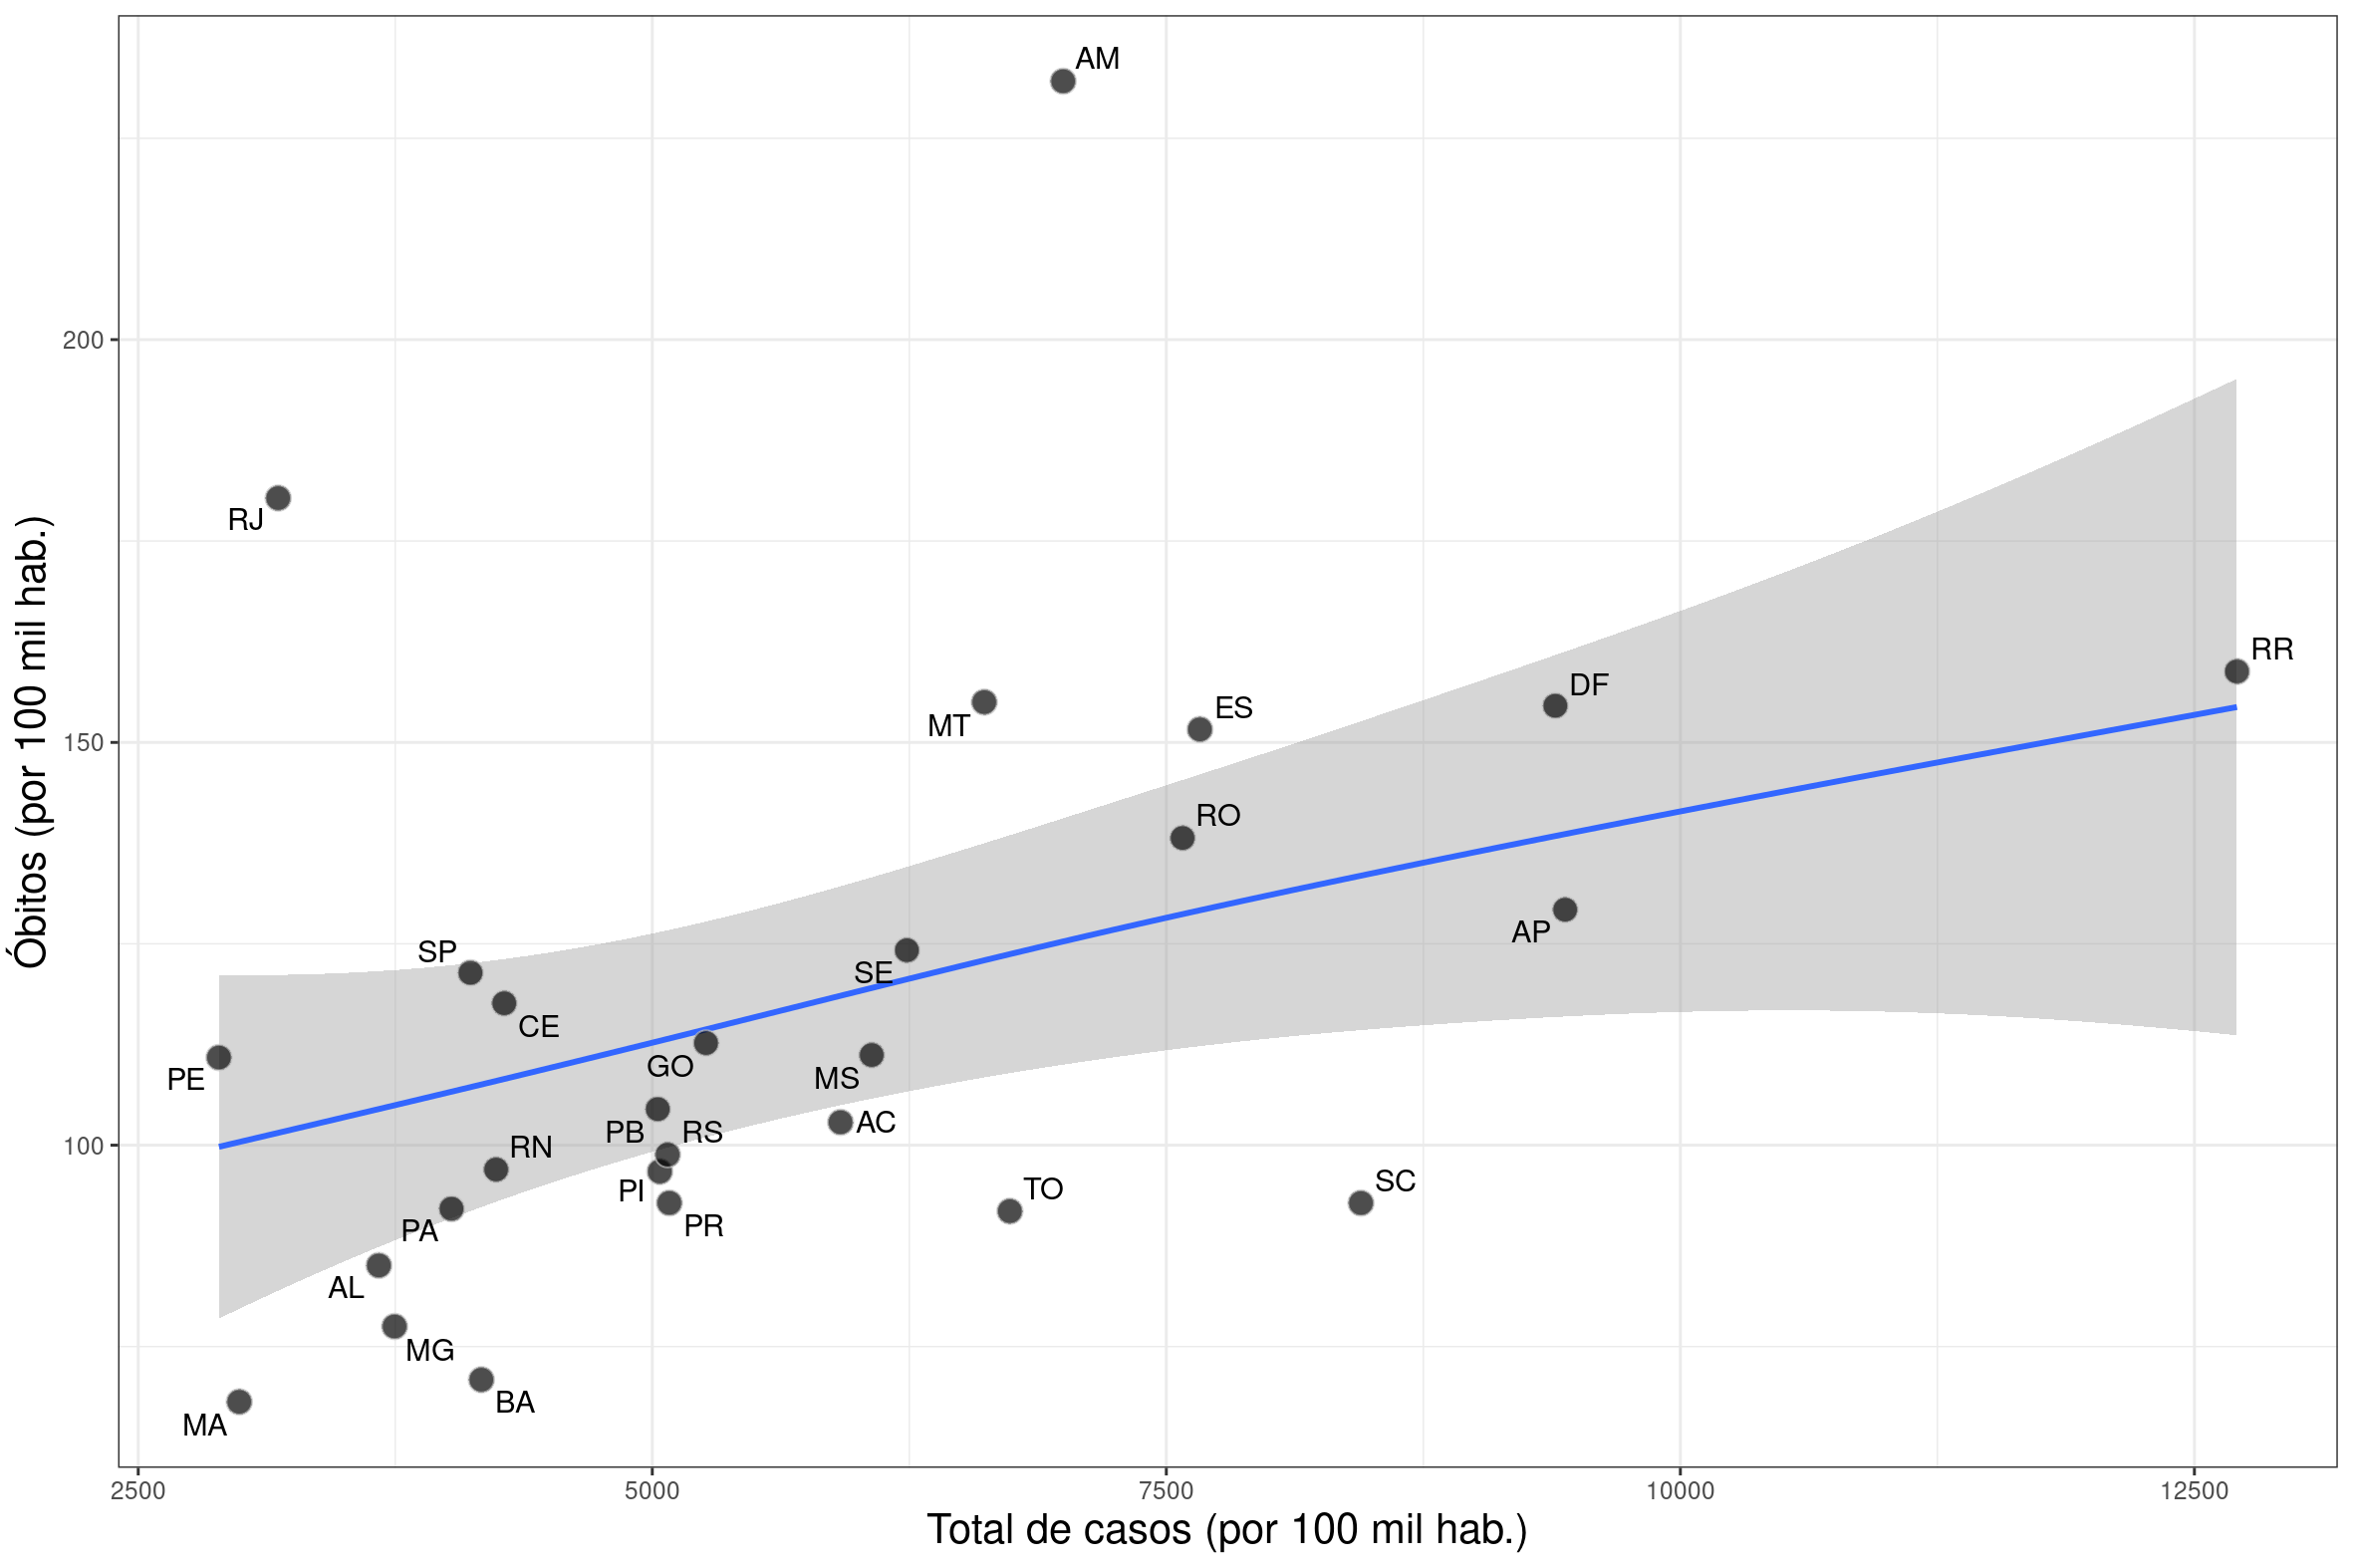 Óbitos (por 100 mil hab.)
200
150
100
AM
RJ
RR
DF
MT
ES
RO
AP
SP
SE
CE
PE
GO
MS
AC
PB
RS
RN
PI
TO
SC
PR
PA
AL
MG
BA
MA
2500
5000
7500
10000
12500
Total de casos (por 100 mil hab.)